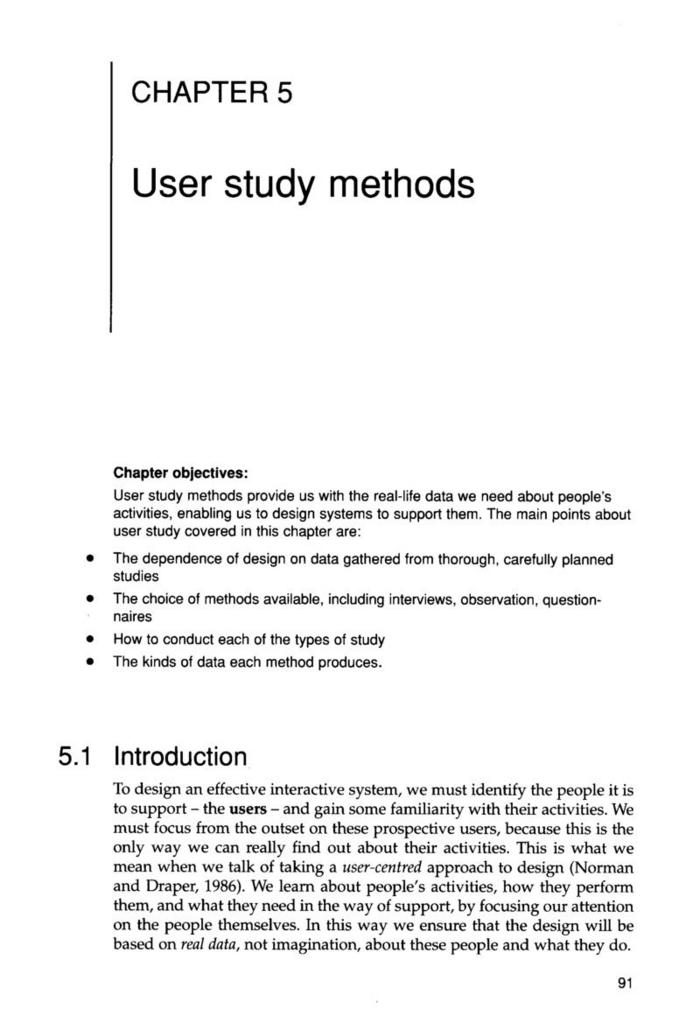 CHAPTER 5
User study methods
Chapter objectives:
User study methods provide us with the real-life data we need about people's
activities, enabling us to design systems to support them. The main points about
user study covered in this chapter are:
• The dependence of design on data gathered from thorough, carefully planned
studies
• The choice of methods available, including interviews, observation, question-
naires
• How to conduct each of the types of study
• The kinds of data each method produces.
5.1 Introduction
To design an effective interactive system, we must identify the people it is
to support – the users – and gain some familiarity with their activities. We
must focus from the outset on these prospective users, because this is the
only way we can really find out about their activities. This is what we
mean when we talk of taking a user-centred approach to design (Norman
and Draper, 1986). We learn about people's activities, how they perform
them, and what they need in the way of support, by focusing our attention
on the people themselves. In this way we ensure that the design will be
based on real data, not imagination, about these people and what they do.
91